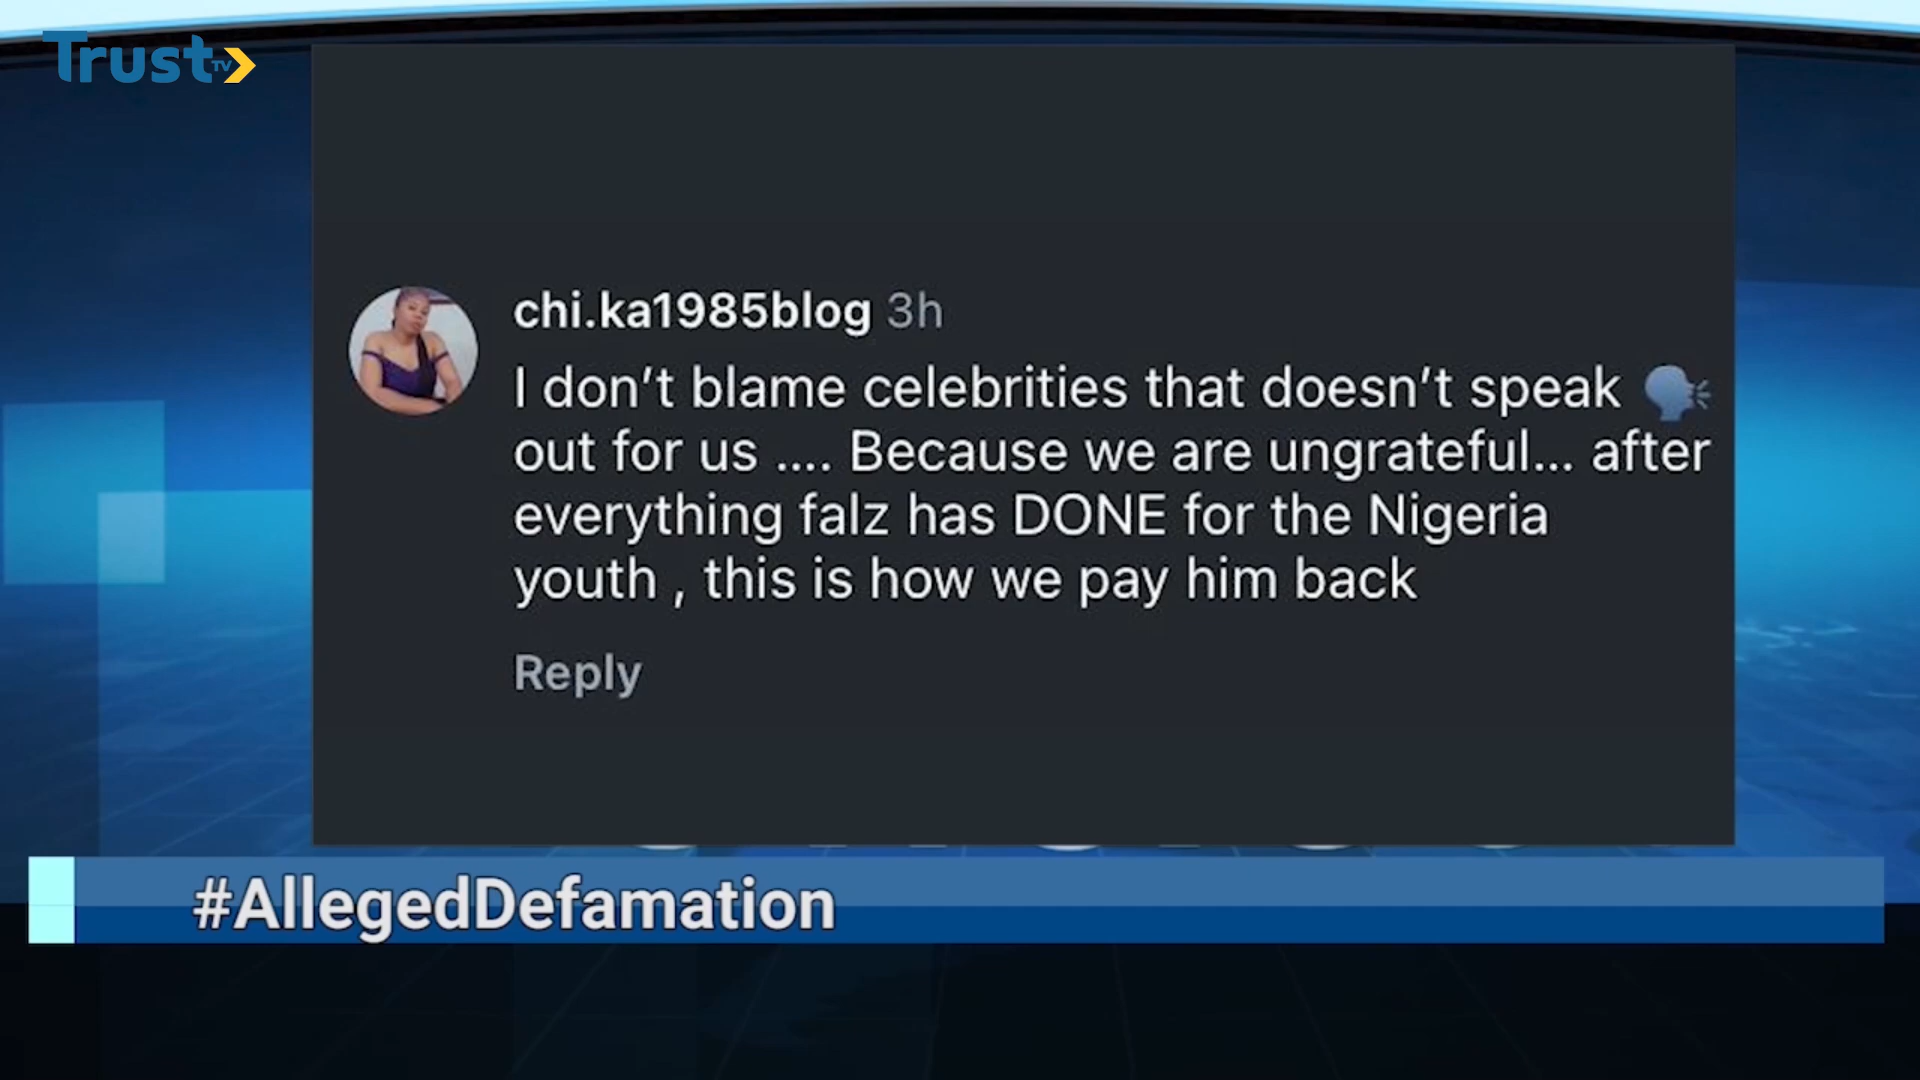 Trust TV
chi.ka1985blog 3h
I don't blame celebrities that doesn't speak 🗣
out for us .... Because we are ungrateful... after
everything falz has DONE for the Nigeria
youth , this is how we pay him back
Reply
#AllegedDefamation